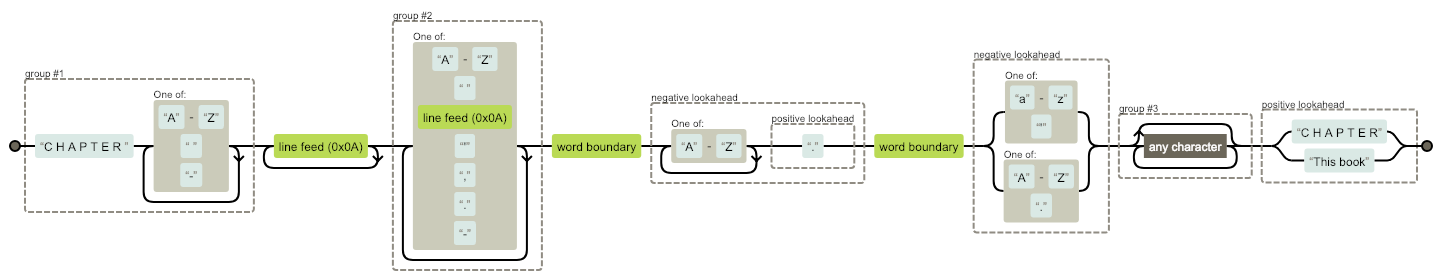 group #1
“C H A P T E R ”
One of:
“A” - “Z”
“ ”
“-”
line feed (0x0A)
group #2
One of:
“A” - “Z”
“ ”
line feed (0x0A)
“,”
“.”
“-”
word boundary
negative lookahead
One of:
“A” - “Z”
positive lookahead
“.”
word boundary
negative lookahead
One of:
“a” - “z”
One of:
“A” - “Z”
“.”
group #3
any character
positive lookahead
“C H A P T E R”
“This book”